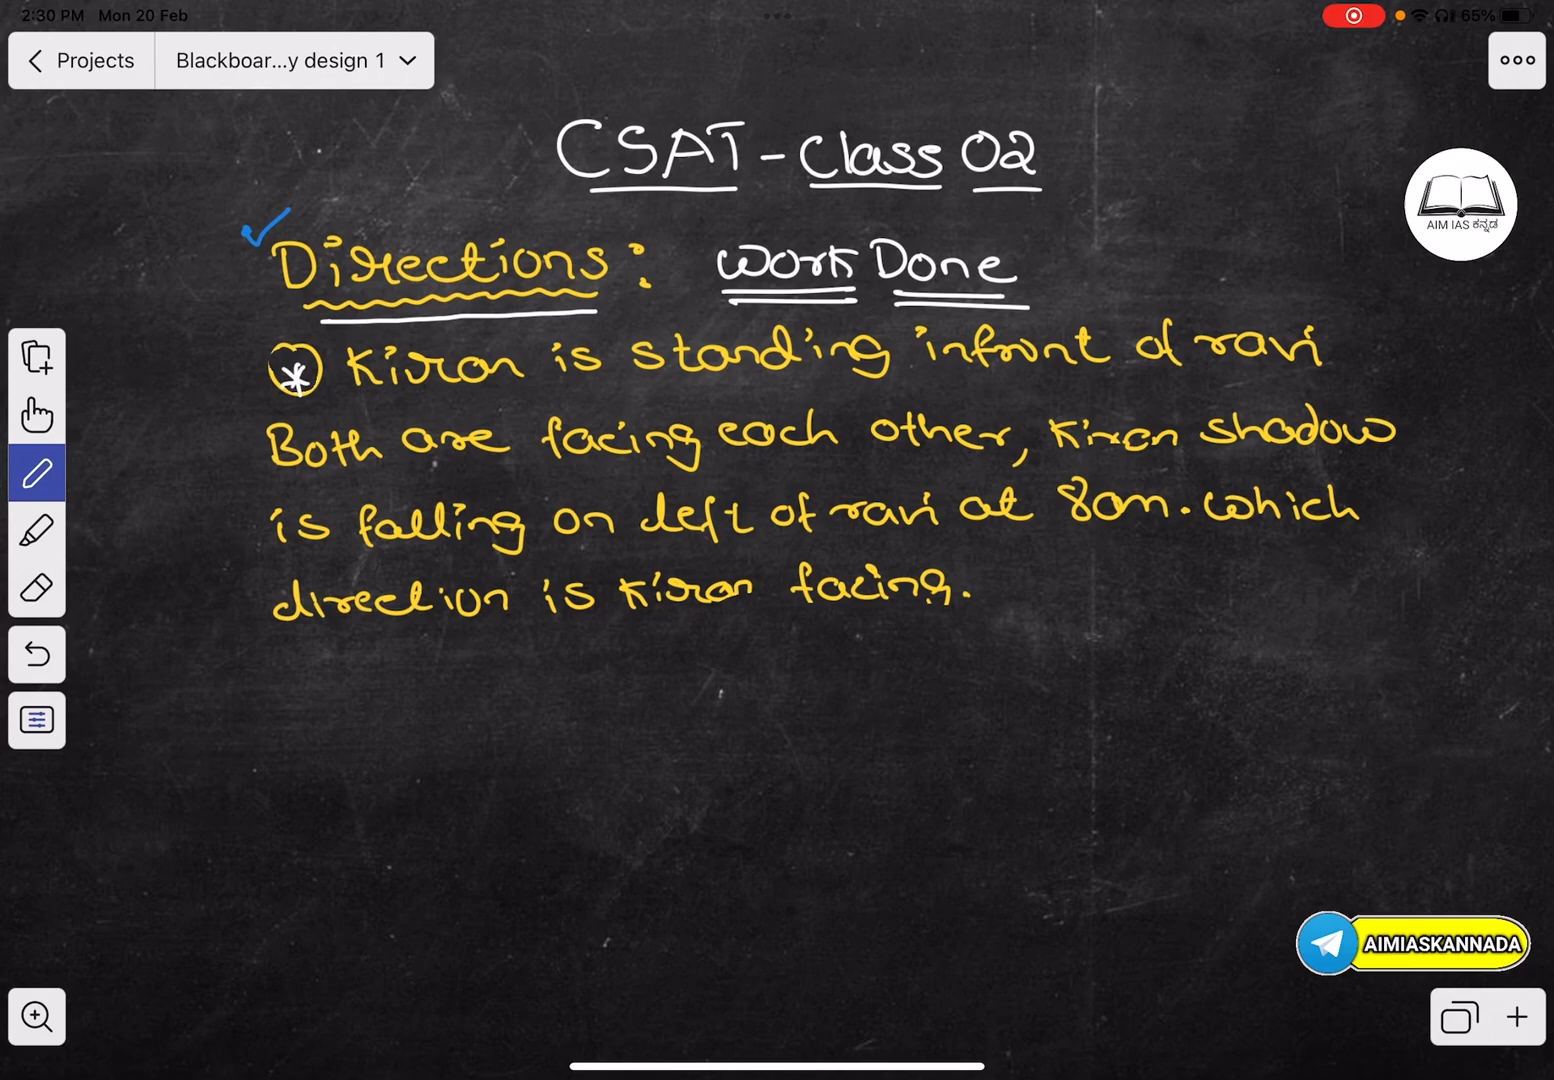 2:30 PM Mon 20 Feb
65%
Projects
Blackboar...y design 1
CSAT - Class 02
AIM IAS ಕನ್ನಡ
Directions : Work Done
* Kiran is standing infront of ravi
Both are facing each other, Kiran shadow
is falling on left of ravi at 8am. which
direction is Kiran facing.
AIMIASKANNADA